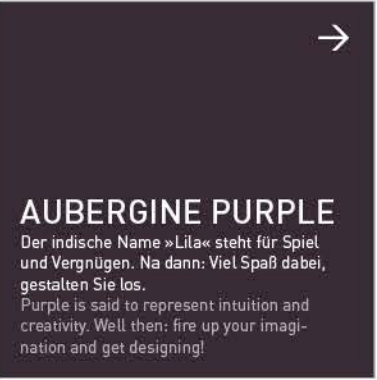 AUBERGINE PURPLE
Der indische Name »Lila« steht für Spiel
und Vergnügen. Na dann: Viel Spaß dabei,
gestalten Sie los.
Purple is said to represent intuition and
creativity. Well then: fire up your imagi-
nation and get designing!